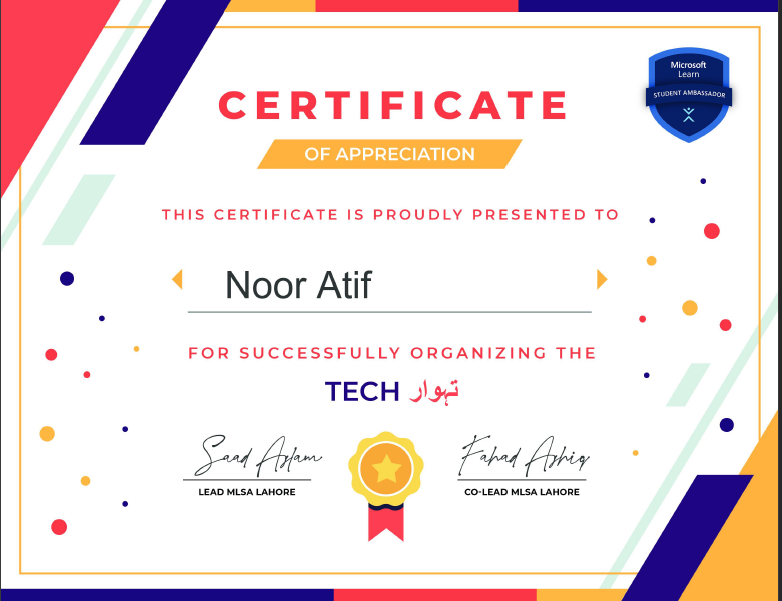 Microsoft
Learn
STUDENT AMBASSADOR
CERTIFICATE
OF APPRECIATION
THIS CERTIFICATE IS PROUDLY PRESENTED TO
Noor Atif
FOR SUCCESSFULLY ORGANIZING THE
TECH تہوار
Saad Aslam
LEAD MLSA LAHORE
Fahad Ashiq
CO-LEAD MLSA LAHORE